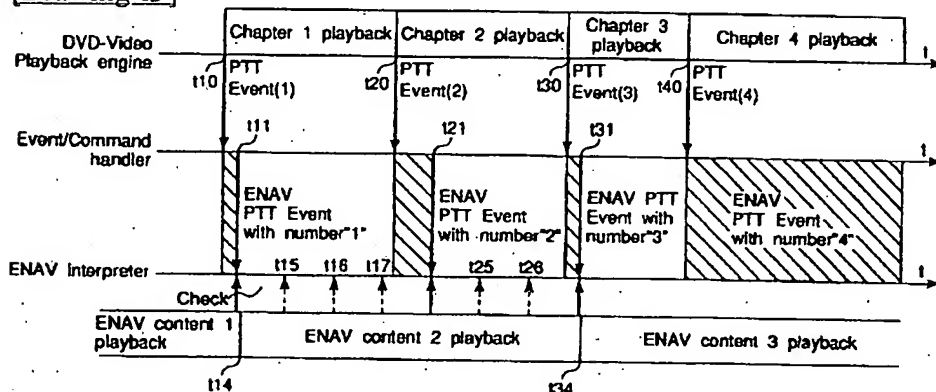 DVD-Video
Playback engine
Chapter 1 playback
Chapter 2 playback
Chapter 3
playback
Chapter 4 playback
t
t10
PTT
Event(1)
t20
PTT
Event(2)
t30
PTT
Event(3)
t40
PTT
Event(4)
t11
t21
t31
Event/Command
handler
t
ENAV
PTT Event
with number"1"
ENAV
PTT Event
with number"2"
ENAV PTT
Event with
number"3"
ENAV
PTT Event
with number"4"
ENAV Interpreter
t15
t16
t17
t25
t26
t
Check
ENAV content 1
playback
ENAV content 2 playback
ENAV content 3 playback
t14
t34